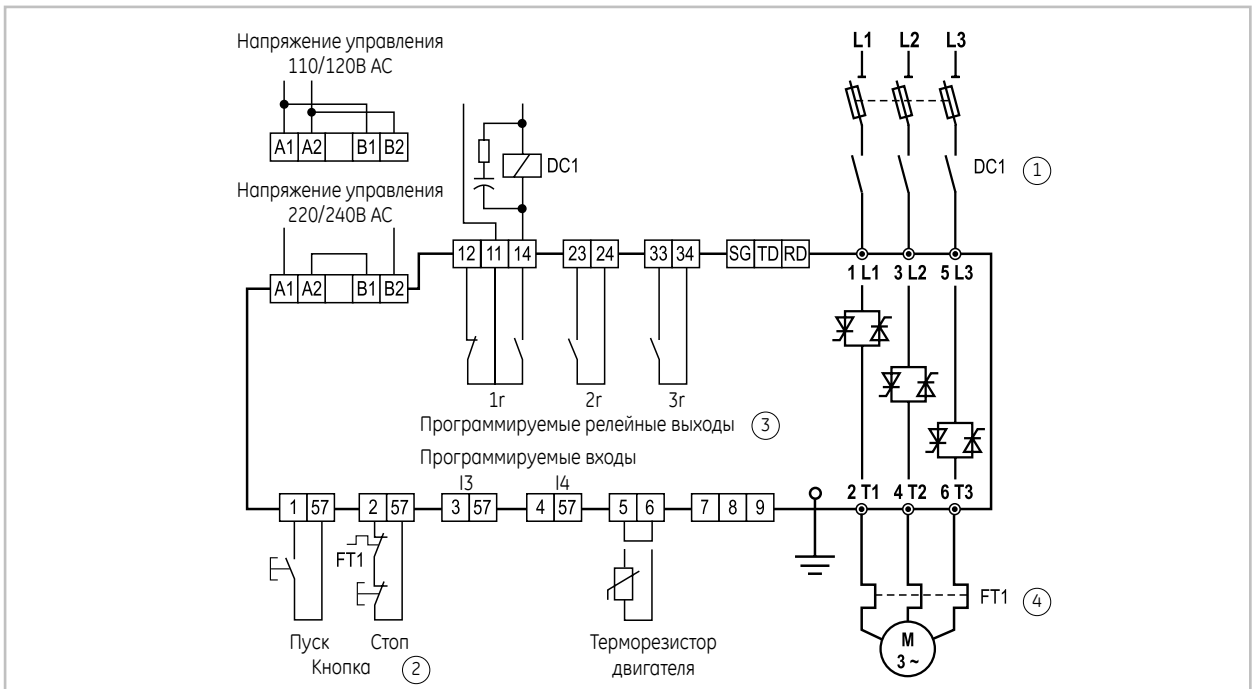 Напряжение управления
110/120В AC
A1 A2 B1 B2
Напряжение управления
220/240В AC
A1 A2 B1 B2
DC1
L1 L2 L3
DC1 1
12 11 14 23 24 33 34 SG TD RD
1 L1 3 L2 5 L3
1r 2r 3r
Программируемые релейные выходы 3
Программируемые входы
I3 I4
1 57 2 57 3 57 4 57 5 6 7 8 9
2 T1 4 T2 6 T3
FT1
FT1 4
M
3 ~
Пуск Стоп
Кнопка 2
Терморезистор
двигателя